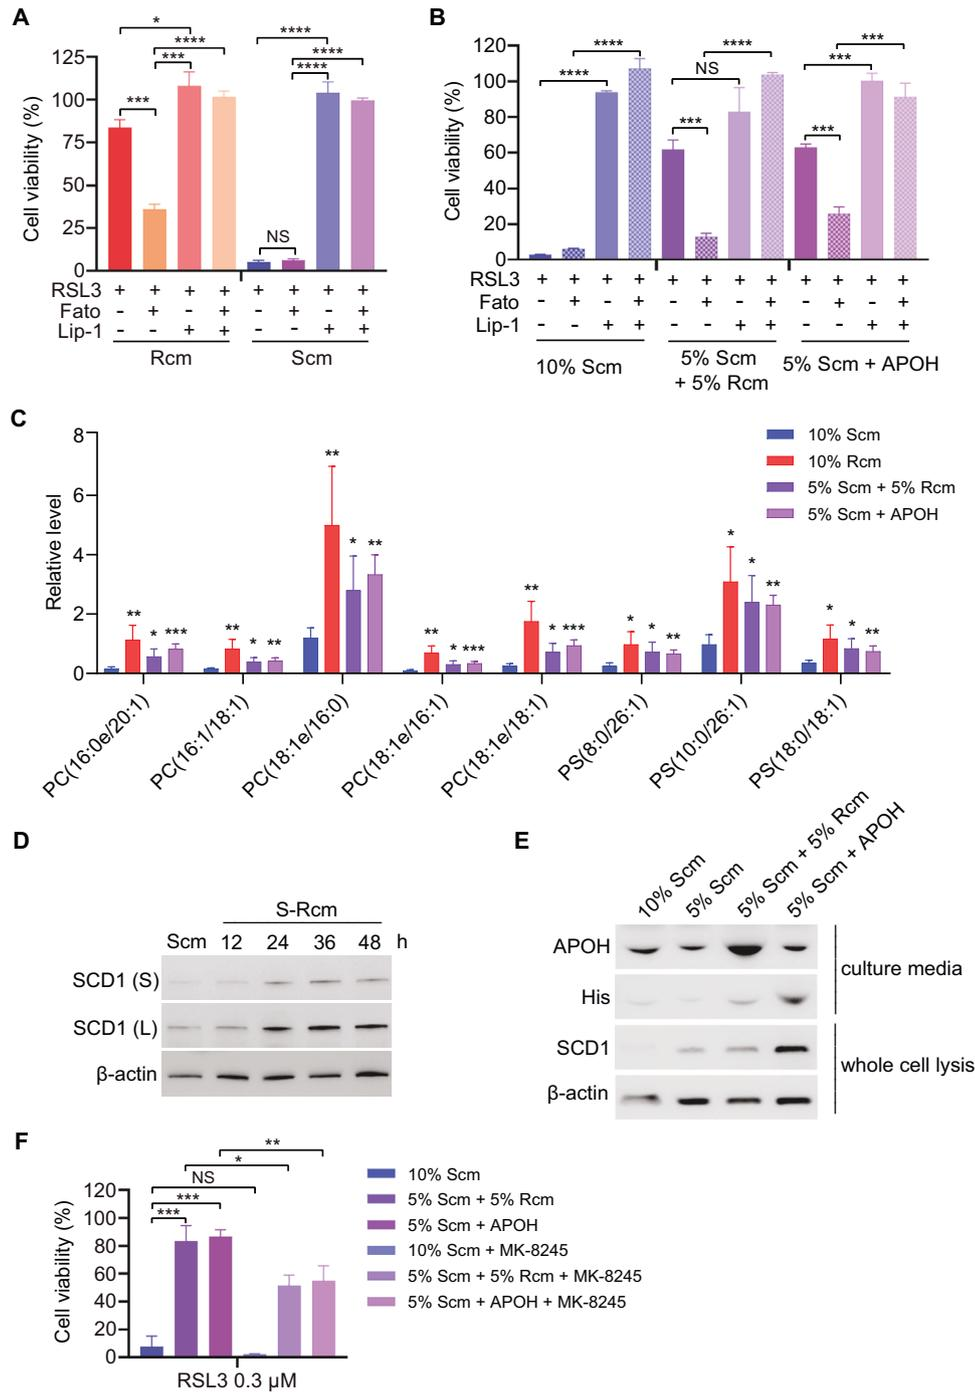 A
*
****
***
***
****
****
****
NS
Cell viability (%)
125
100
75
50
25
0
RSL3 + + + + + + + +
Fato - + - + - + - +
Lip-1 - - + + - - + +
Rcm Scm
B
****
****
****
NS
***
***
***
***
Cell viability (%)
120
100
80
60
40
20
0
RSL3 + + + + + + + + + + + +
Fato - + - + - + - + - + - +
Lip-1 - - + + - - + + - - + +
10% Scm
5% Scm
+ 5% Rcm
5% Scm + APOH
C
Relative level
8
6
4
2
0
** * ***
** * **
** * **
** * ***
** * ***
* * **
* * **
* * **
10% Scm
10% Rcm
5% Scm + 5% Rcm
5% Scm + APOH
PC(16:0e/20:1)
PC(16:1/18:1)
PC(18:1e/16:0)
PC(18:1e/16:1)
PC(18:1e/18:1)
PS(8:0/26:1)
PS(10:0/26:1)
PS(18:0/18:1)
D
S-Rcm
Scm 12 24 36 48 h
SCD1 (S)
SCD1 (L)
β-actin
E
10% Scm
5% Scm
5% Scm + 5% Rcm
5% Scm + APOH
APOH
His
culture media
SCD1
β-actin
whole cell lysis
F
**
*
NS
***
***
Cell viability (%)
120
100
80
60
40
20
0
RSL3 0.3 μM
10% Scm
5% Scm + 5% Rcm
5% Scm + APOH
10% Scm + MK-8245
5% Scm + 5% Rcm + MK-8245
5% Scm + APOH + MK-8245